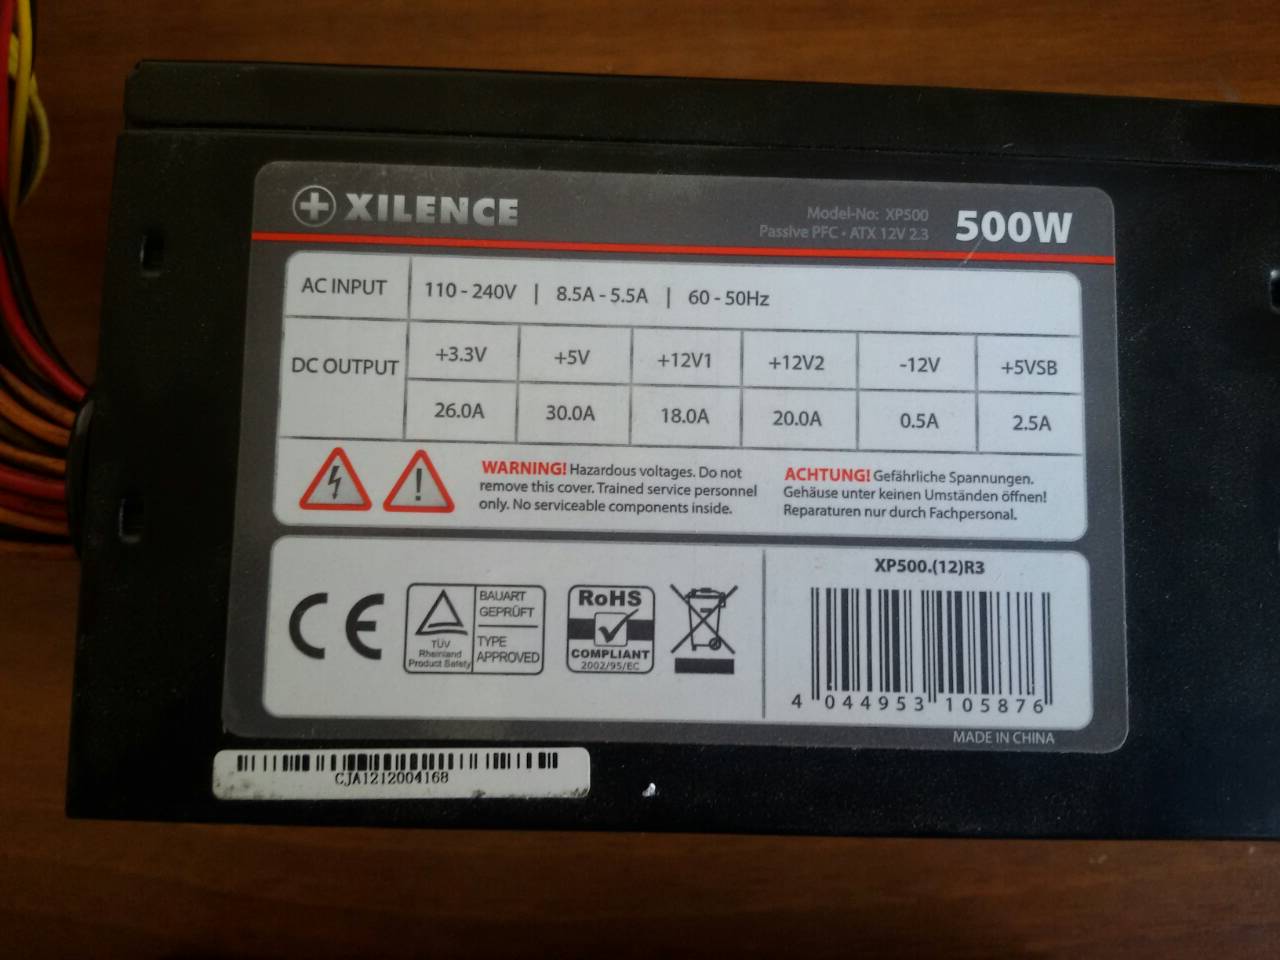 XILENCE
Model-No: XP500
Passive PFC • ATX 12V 2.3
500W
AC INPUT 110 - 240V | 8.5A - 5.5A | 60 - 50Hz
DC OUTPUT +3.3V +5V +12V1 +12V2 -12V +5VSB
26.0A 30.0A 18.0A 20.0A 0.5A 2.5A
WARNING! Hazardous voltages. Do not
remove this cover. Trained service personnel
only. No serviceable components inside.
ACHTUNG! Gefährliche Spannungen.
Gehäuse unter keinen Umständen öffnen!
Reparaturen nur durch Fachpersonal.
CE
TÜV
Rheinland
Product Safety
BAUART
GEPRÜFT
TYPE
APPROVED
RoHS
COMPLIANT
2002/95/EC
XP500.(12)R3
4 044953 105876
MADE IN CHINA
CJA1212004168